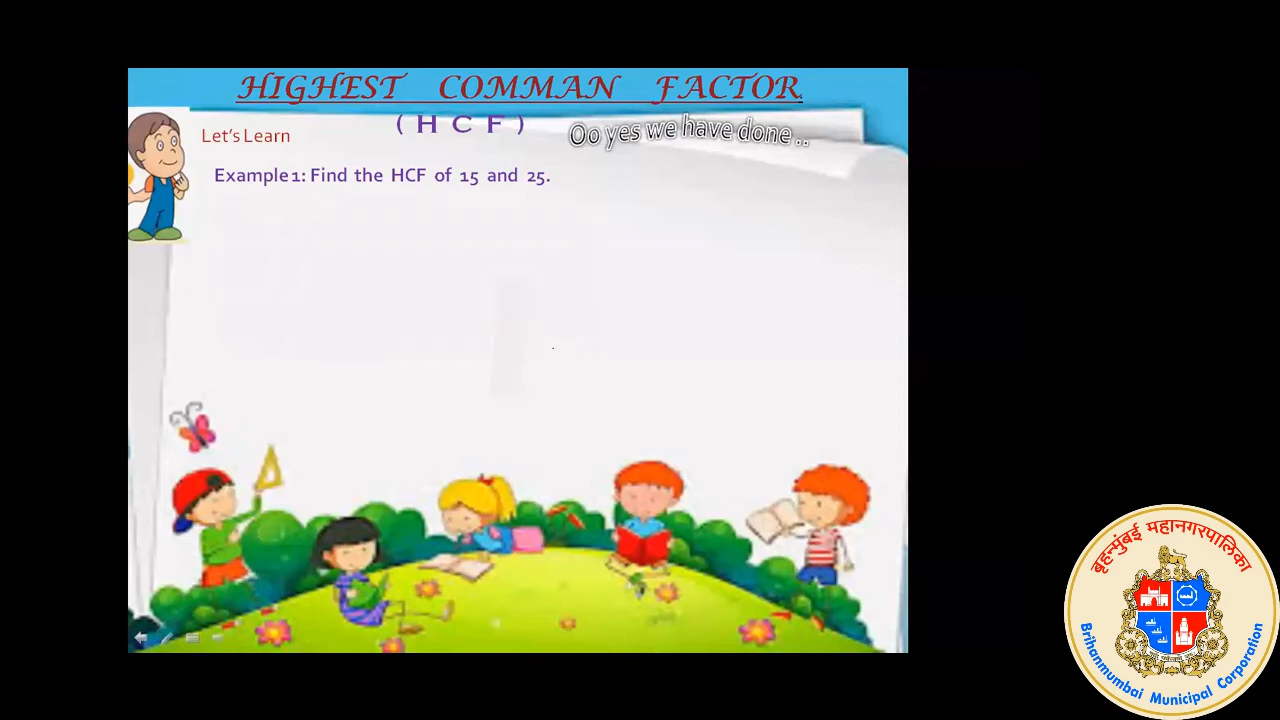 HIGHEST COMMAN FACTOR
( H C F )
Oo yes we have done ..
Let's Learn
Example 1: Find the HCF of 15 and 25.
बृहन्मुंबई महानगरपालिका
Brihanmumbai Municipal Corporation